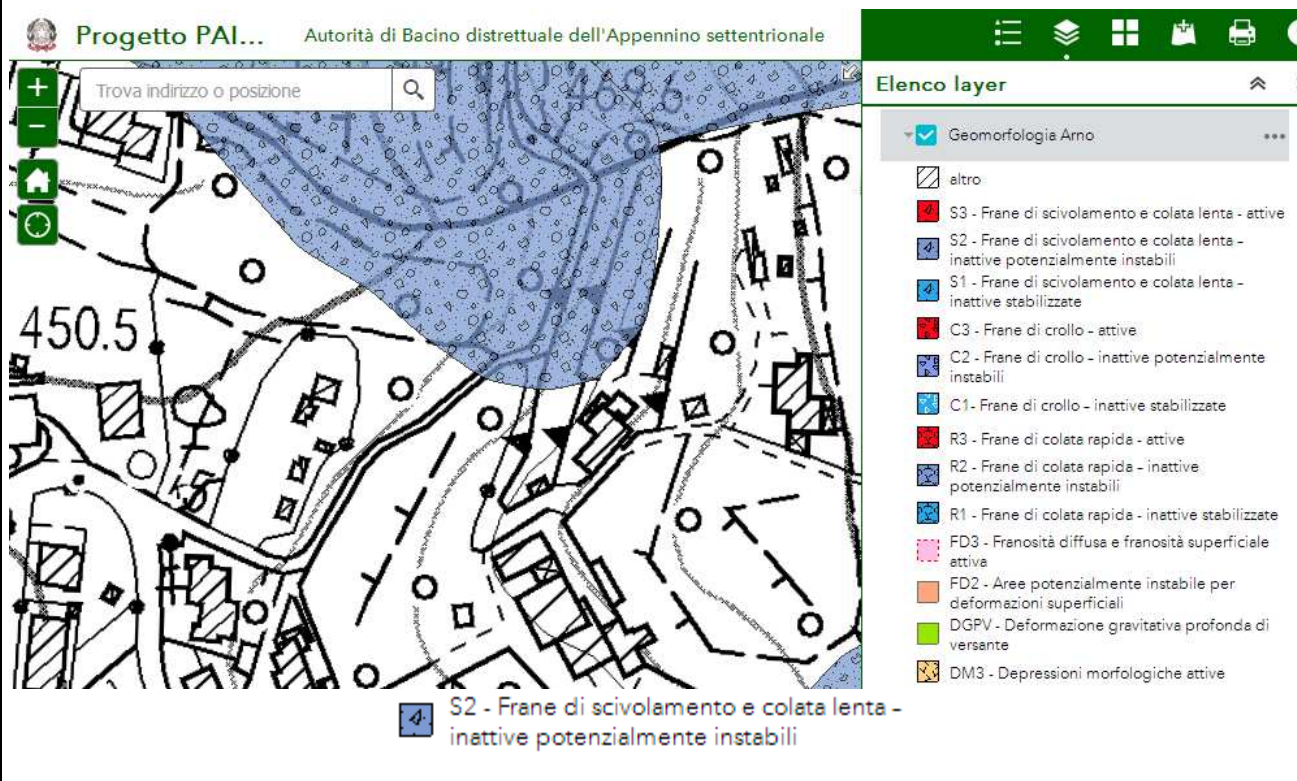 Progetto PAI...
Autorità di Bacino distrettuale dell'Appennino settentrionale
Trova indirizzo o posizione
469.6
450.5
Elenco layer
Geomorfologia Arno
altro
S3 - Frane di scivolamento e colata lenta - attive
S2 - Frane di scivolamento e colata lenta –
inattive potenzialmente instabili
S1 - Frane di scivolamento e colata lenta –
inattive stabilizzate
C3 - Frane di crollo – attive
C2 - Frane di crollo – inattive potenzialmente
instabili
C1- Frane di crollo – inattive stabilizzate
R3 - Frane di colata rapida - attive
R2 - Frane di colata rapida – inattive
potenzialmente instabili
R1 - Frane di colata rapida - inattive stabilizzate
FD3 - Franosità diffusa e franosità superficiale
attiva
FD2 - Aree potenzialmente instabile per
deformazioni superficiali
DGPV - Deformazione gravitativa profonda di
versante
DM3 - Depressioni morfologiche attive
S2 - Frane di scivolamento e colata lenta –
inattive potenzialmente instabili